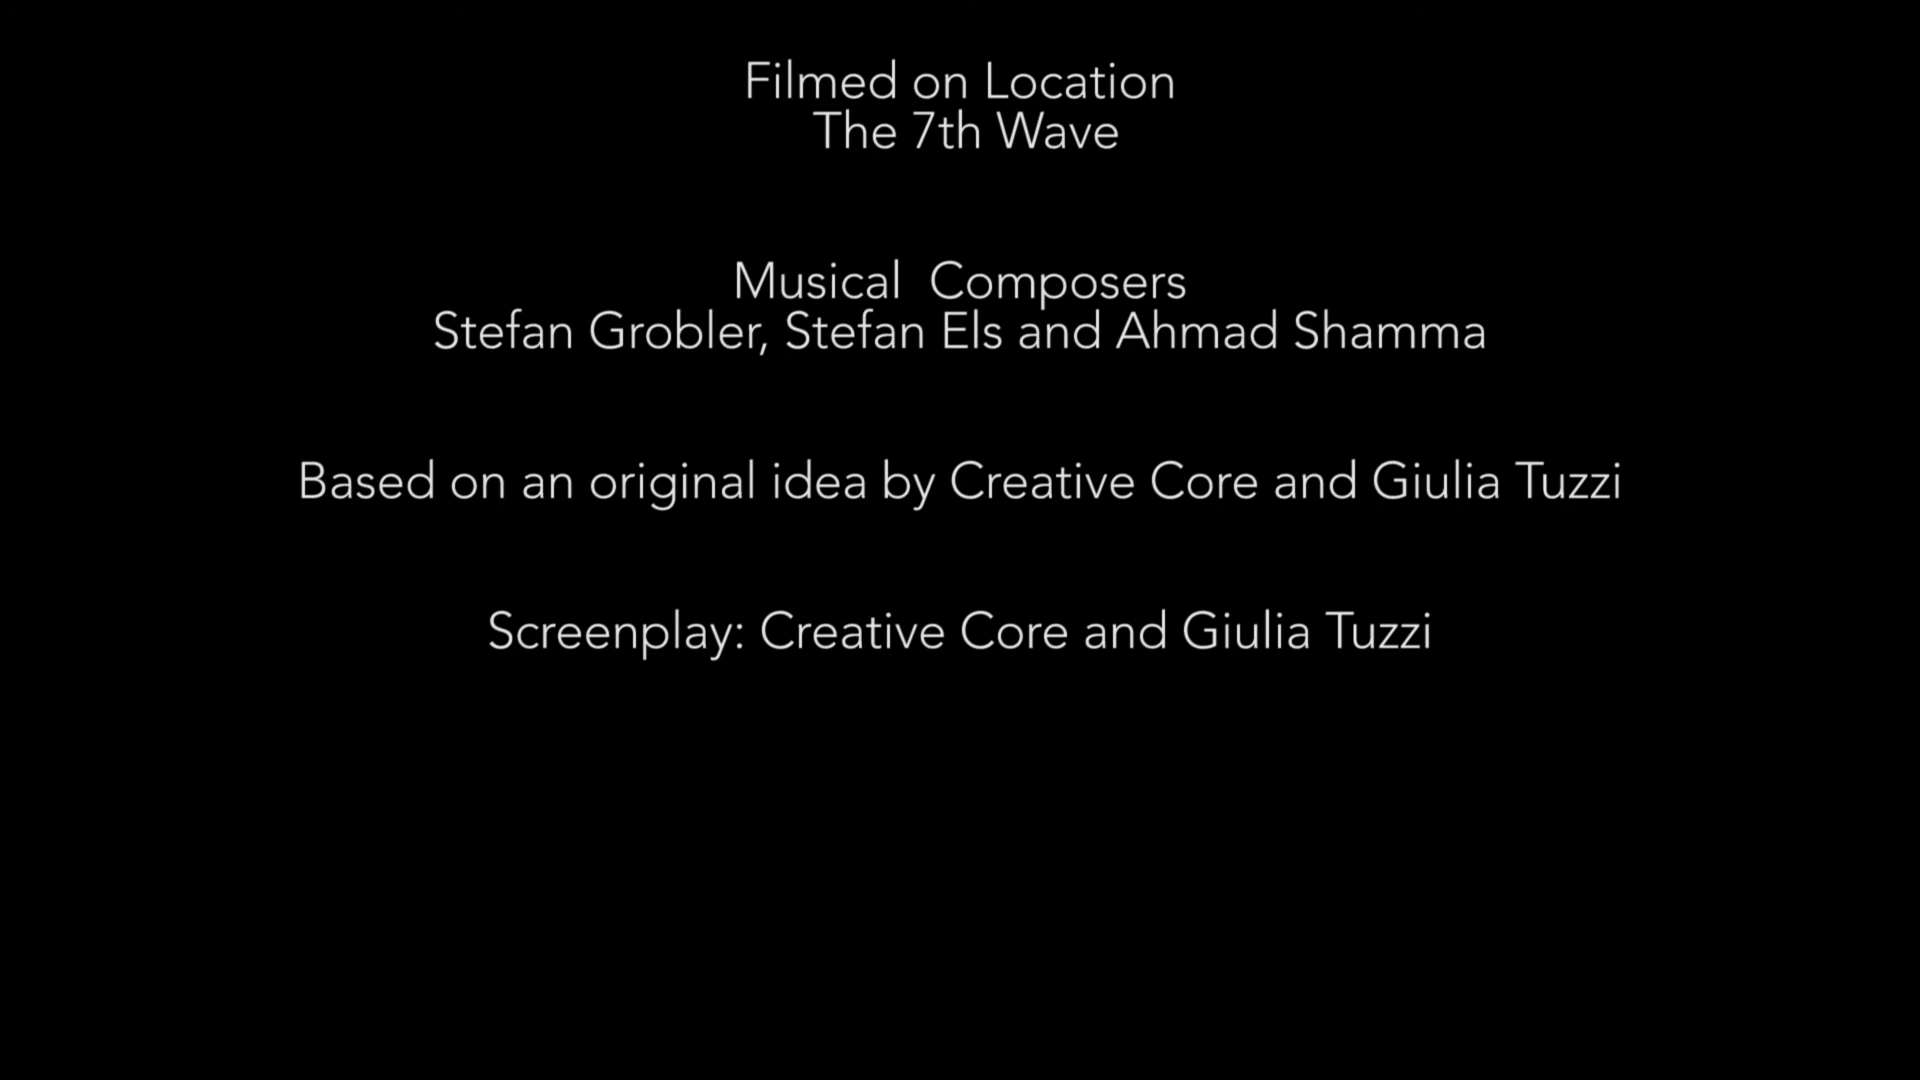 Filmed on Location
The 7th Wave
Musical  Composers
Stefan Grobler, Stefan Els and Ahmad Shamma
Based on an original idea by Creative Core and Giulia Tuzzi
Screenplay: Creative Core and Giulia Tuzzi